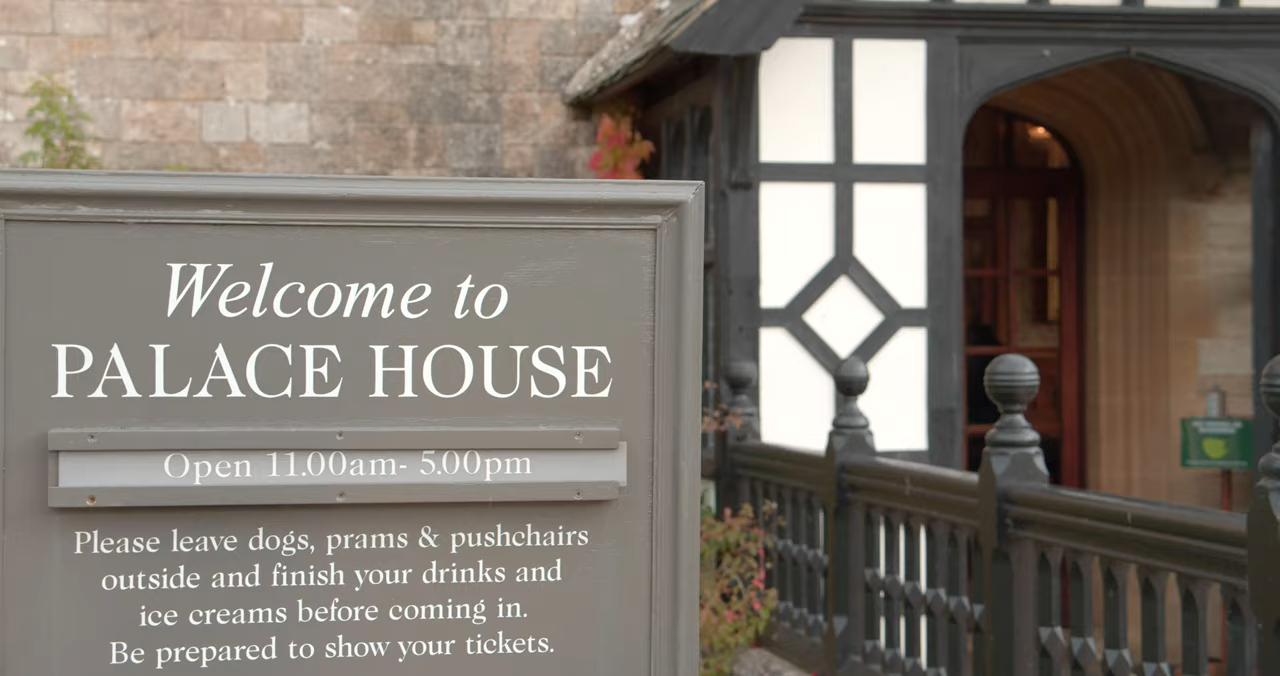 Welcome to
PALACE HOUSE
Open 11.00am- 5.00pm
Please leave dogs, prams & pushchairs
outside and finish your drinks and
ice creams before coming in.
Be prepared to show your tickets.